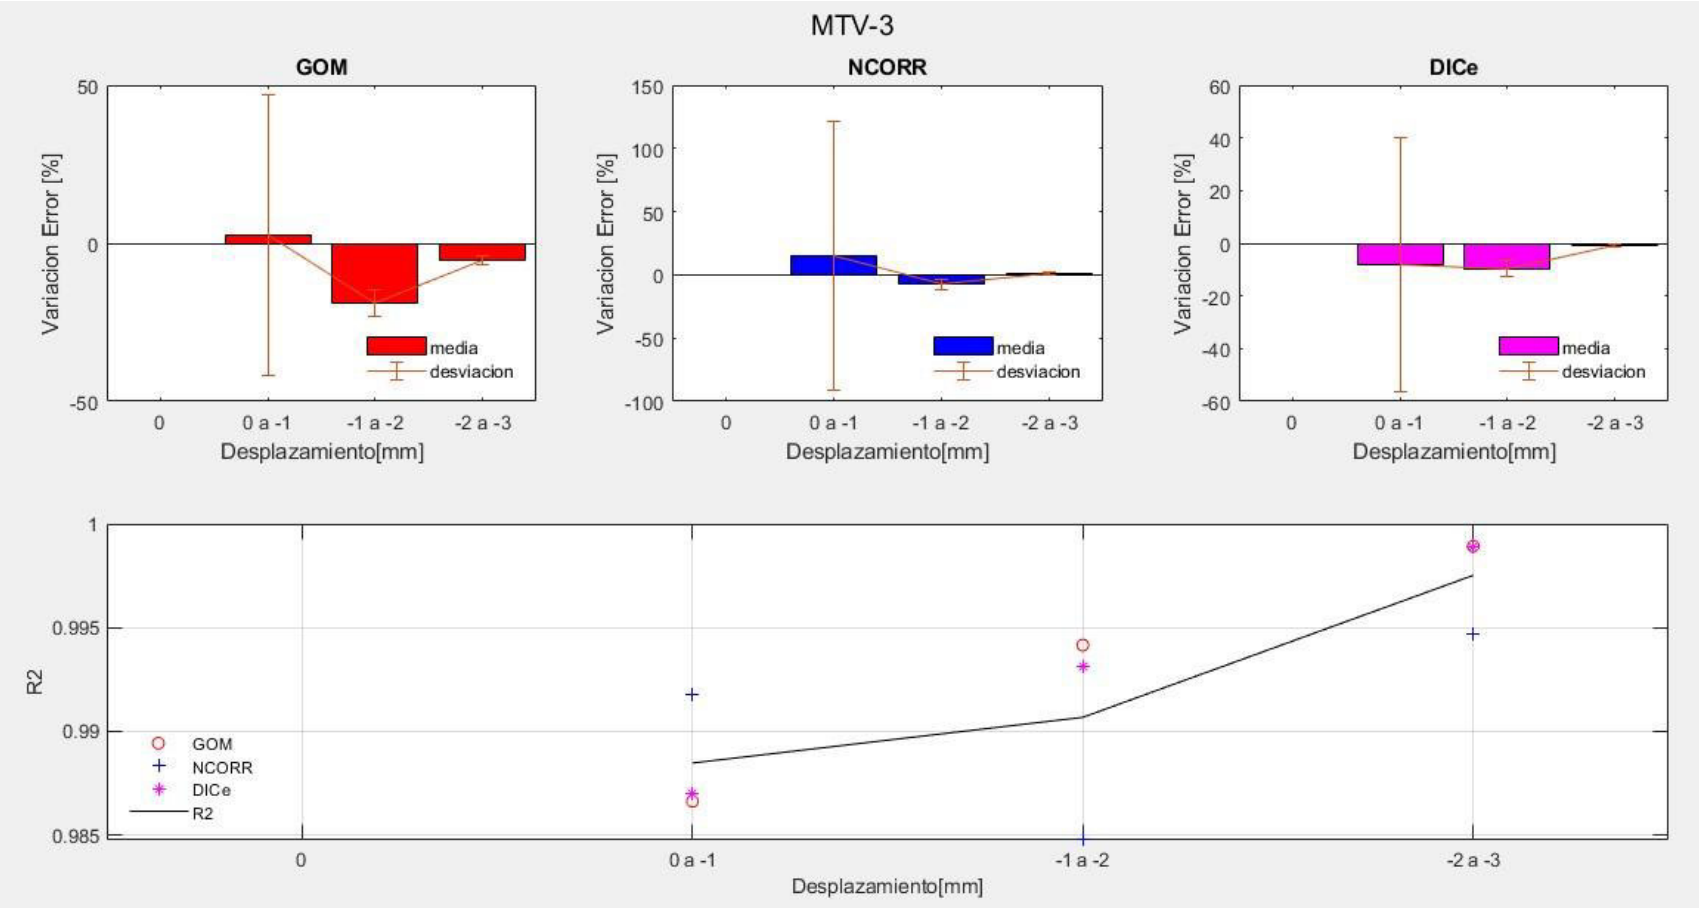 MTV-3
GOM
50
0
-50
Variacion Error [%]
media
desviacion
0 0 a -1 -1 a -2 -2 a -3
Desplazamiento[mm]
NCORR
150
100
50
0
-50
-100
Variacion Error [%]
media
desviacion
0 0 a -1 -1 a -2 -2 a -3
Desplazamiento[mm]
DICe
60
40
20
0
-20
-40
-60
Variacion Error [%]
media
desviacion
0 0 a -1 -1 a -2 -2 a -3
Desplazamiento[mm]
1
0.995
0.99
0.985
R2
GOM
NCORR
DICe
R2
0 0 a -1 -1 a -2 -2 a -3
Desplazamiento[mm]